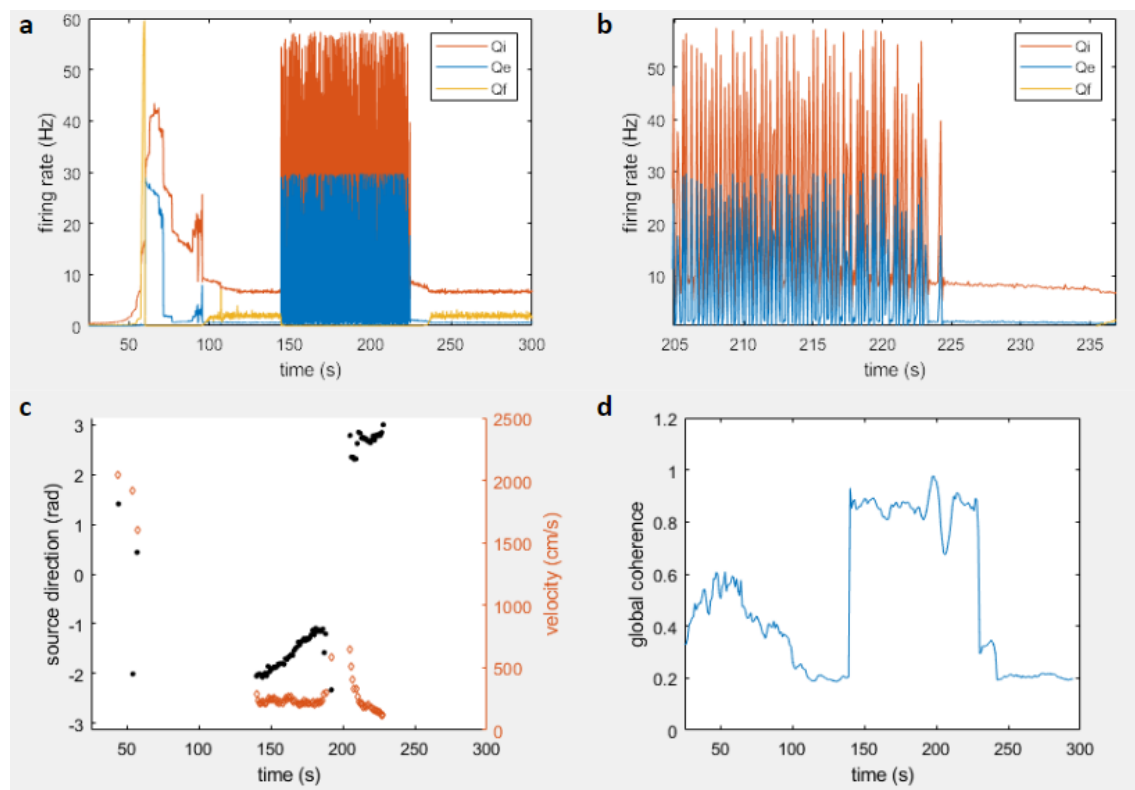 a
60
50
40
30
20
10
0
firing rate (Hz)
50 100 150 200 250 300
time (s)
Qi
Qe
Qf
b
50
40
30
20
10
firing rate (Hz)
205 210 215 220 225 230 235
time (s)
Qi
Qe
Qf
c
3
2
1
0
-1
-2
-3
source direction (rad)
2500
2000
1500
1000
500
0
velocity (cm/s)
50 100 150 200 250 300
time (s)
d
1.2
1
0.8
0.6
0.4
0.2
0
global coherence
50 100 150 200 250 300
time (s)